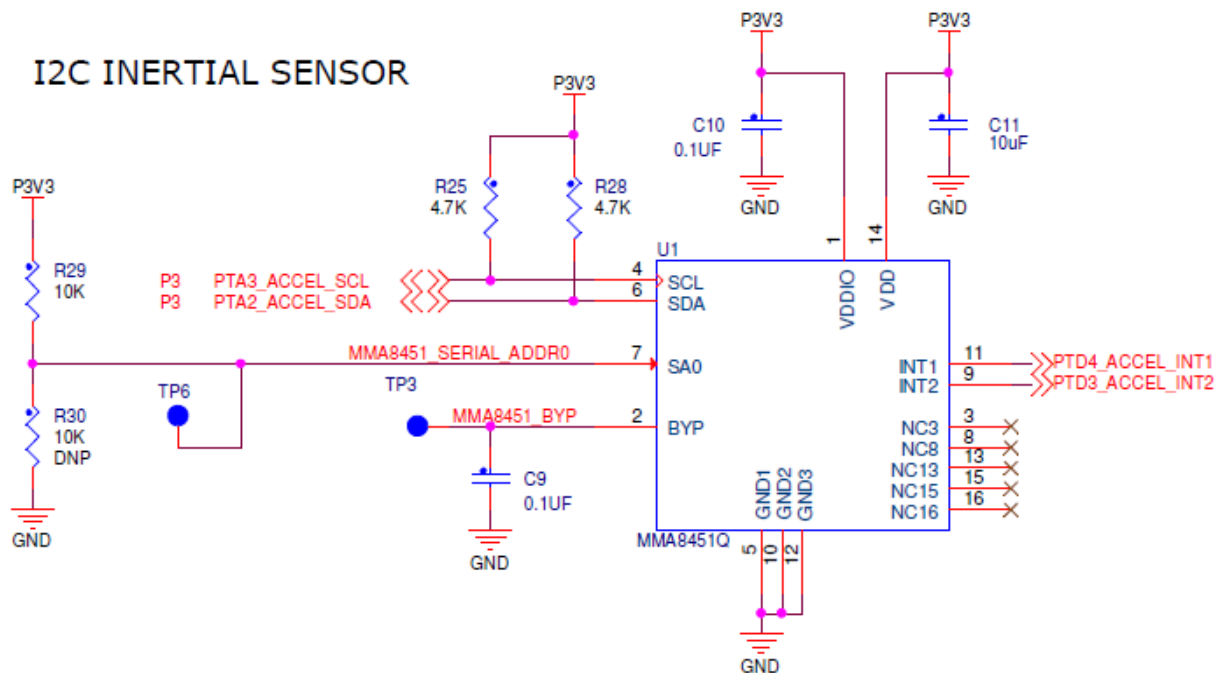 I2C INERTIAL SENSOR
P3V3
P3V3
P3V3
P3V3
C10
0.1UF
C11
10uF
GND
GND
R25
4.7K
R28
4.7K
R29
10K
U1
1
14
VDDIO
VDD
P3 PTA3_ACCEL_SCL
4
SCL
P3 PTA2_ACCEL_SDA
6
SDA
MMA8451_SERIAL_ADDR0
7
SA0
11
INT1
PTD4_ACCEL_INT1
9
INT2
PTD3_ACCEL_INT2
TP6
TP3
R30
10K
DNP
MMA8451_BYP
2
BYP
3
NC3
8
NC8
13
NC13
15
NC15
16
NC16
C9
0.1UF
GND1
GND2
GND3
GND
GND
MMA8451Q
5
10
12
GND